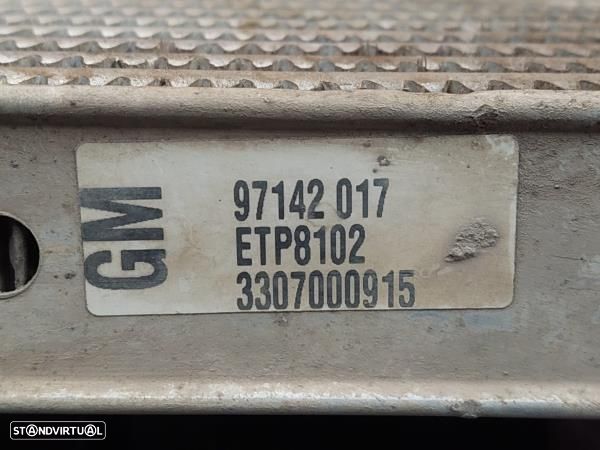 GM
97142 017
ETP8102
3307000915
STANDVIRTUAL